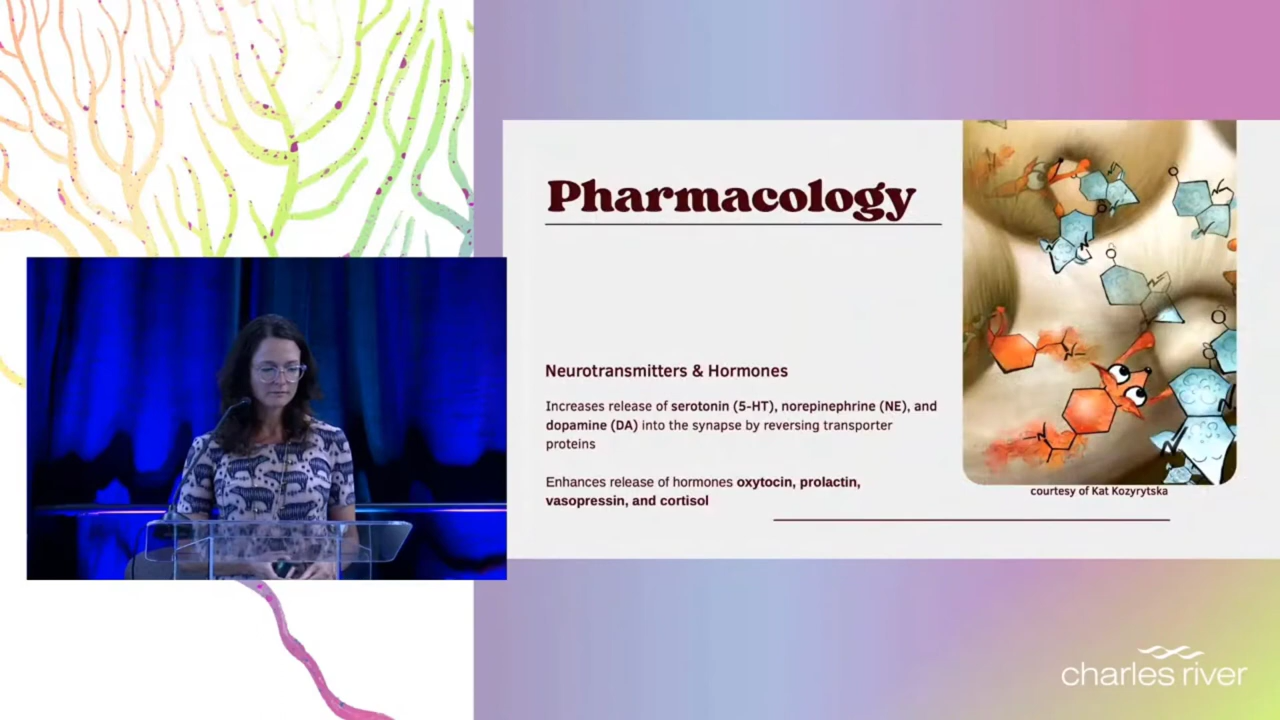 Pharmacology
Neurotransmitters & Hormones
Increases release of serotonin (5-HT), norepinephrine (NE), and
dopamine (DA) into the synapse by reversing transporter
proteins
Enhances release of hormones oxytocin, prolactin,
vasopressin, and cortisol
courtesy of Kat Kozyrytska
charles river